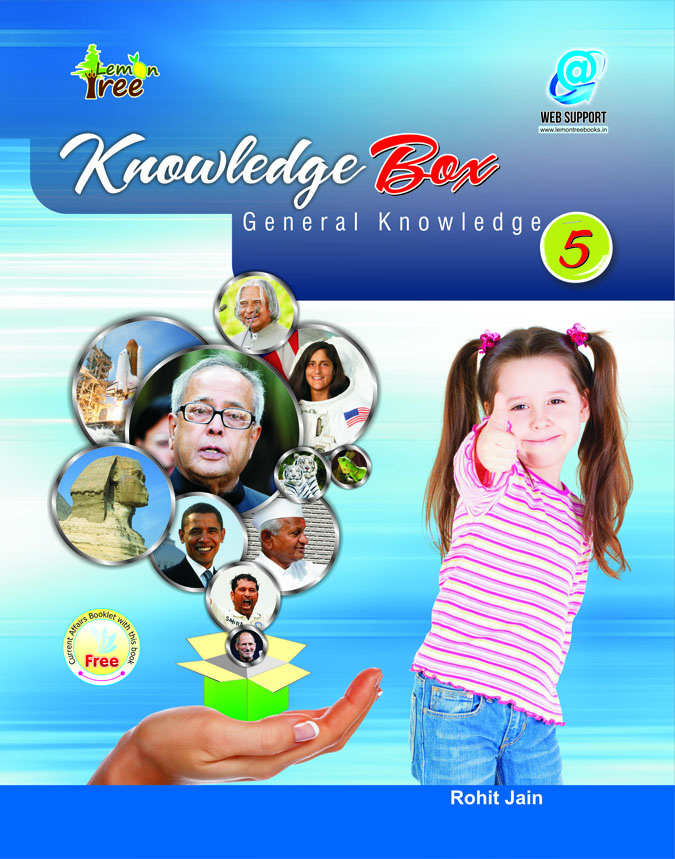 Lemon
Tree
@
WEB SUPPORT
www.lemontreebooks.in
Knowledge Box
General Knowledge
5
Current Affairs Booklet with this book
Free
Rohit Jain